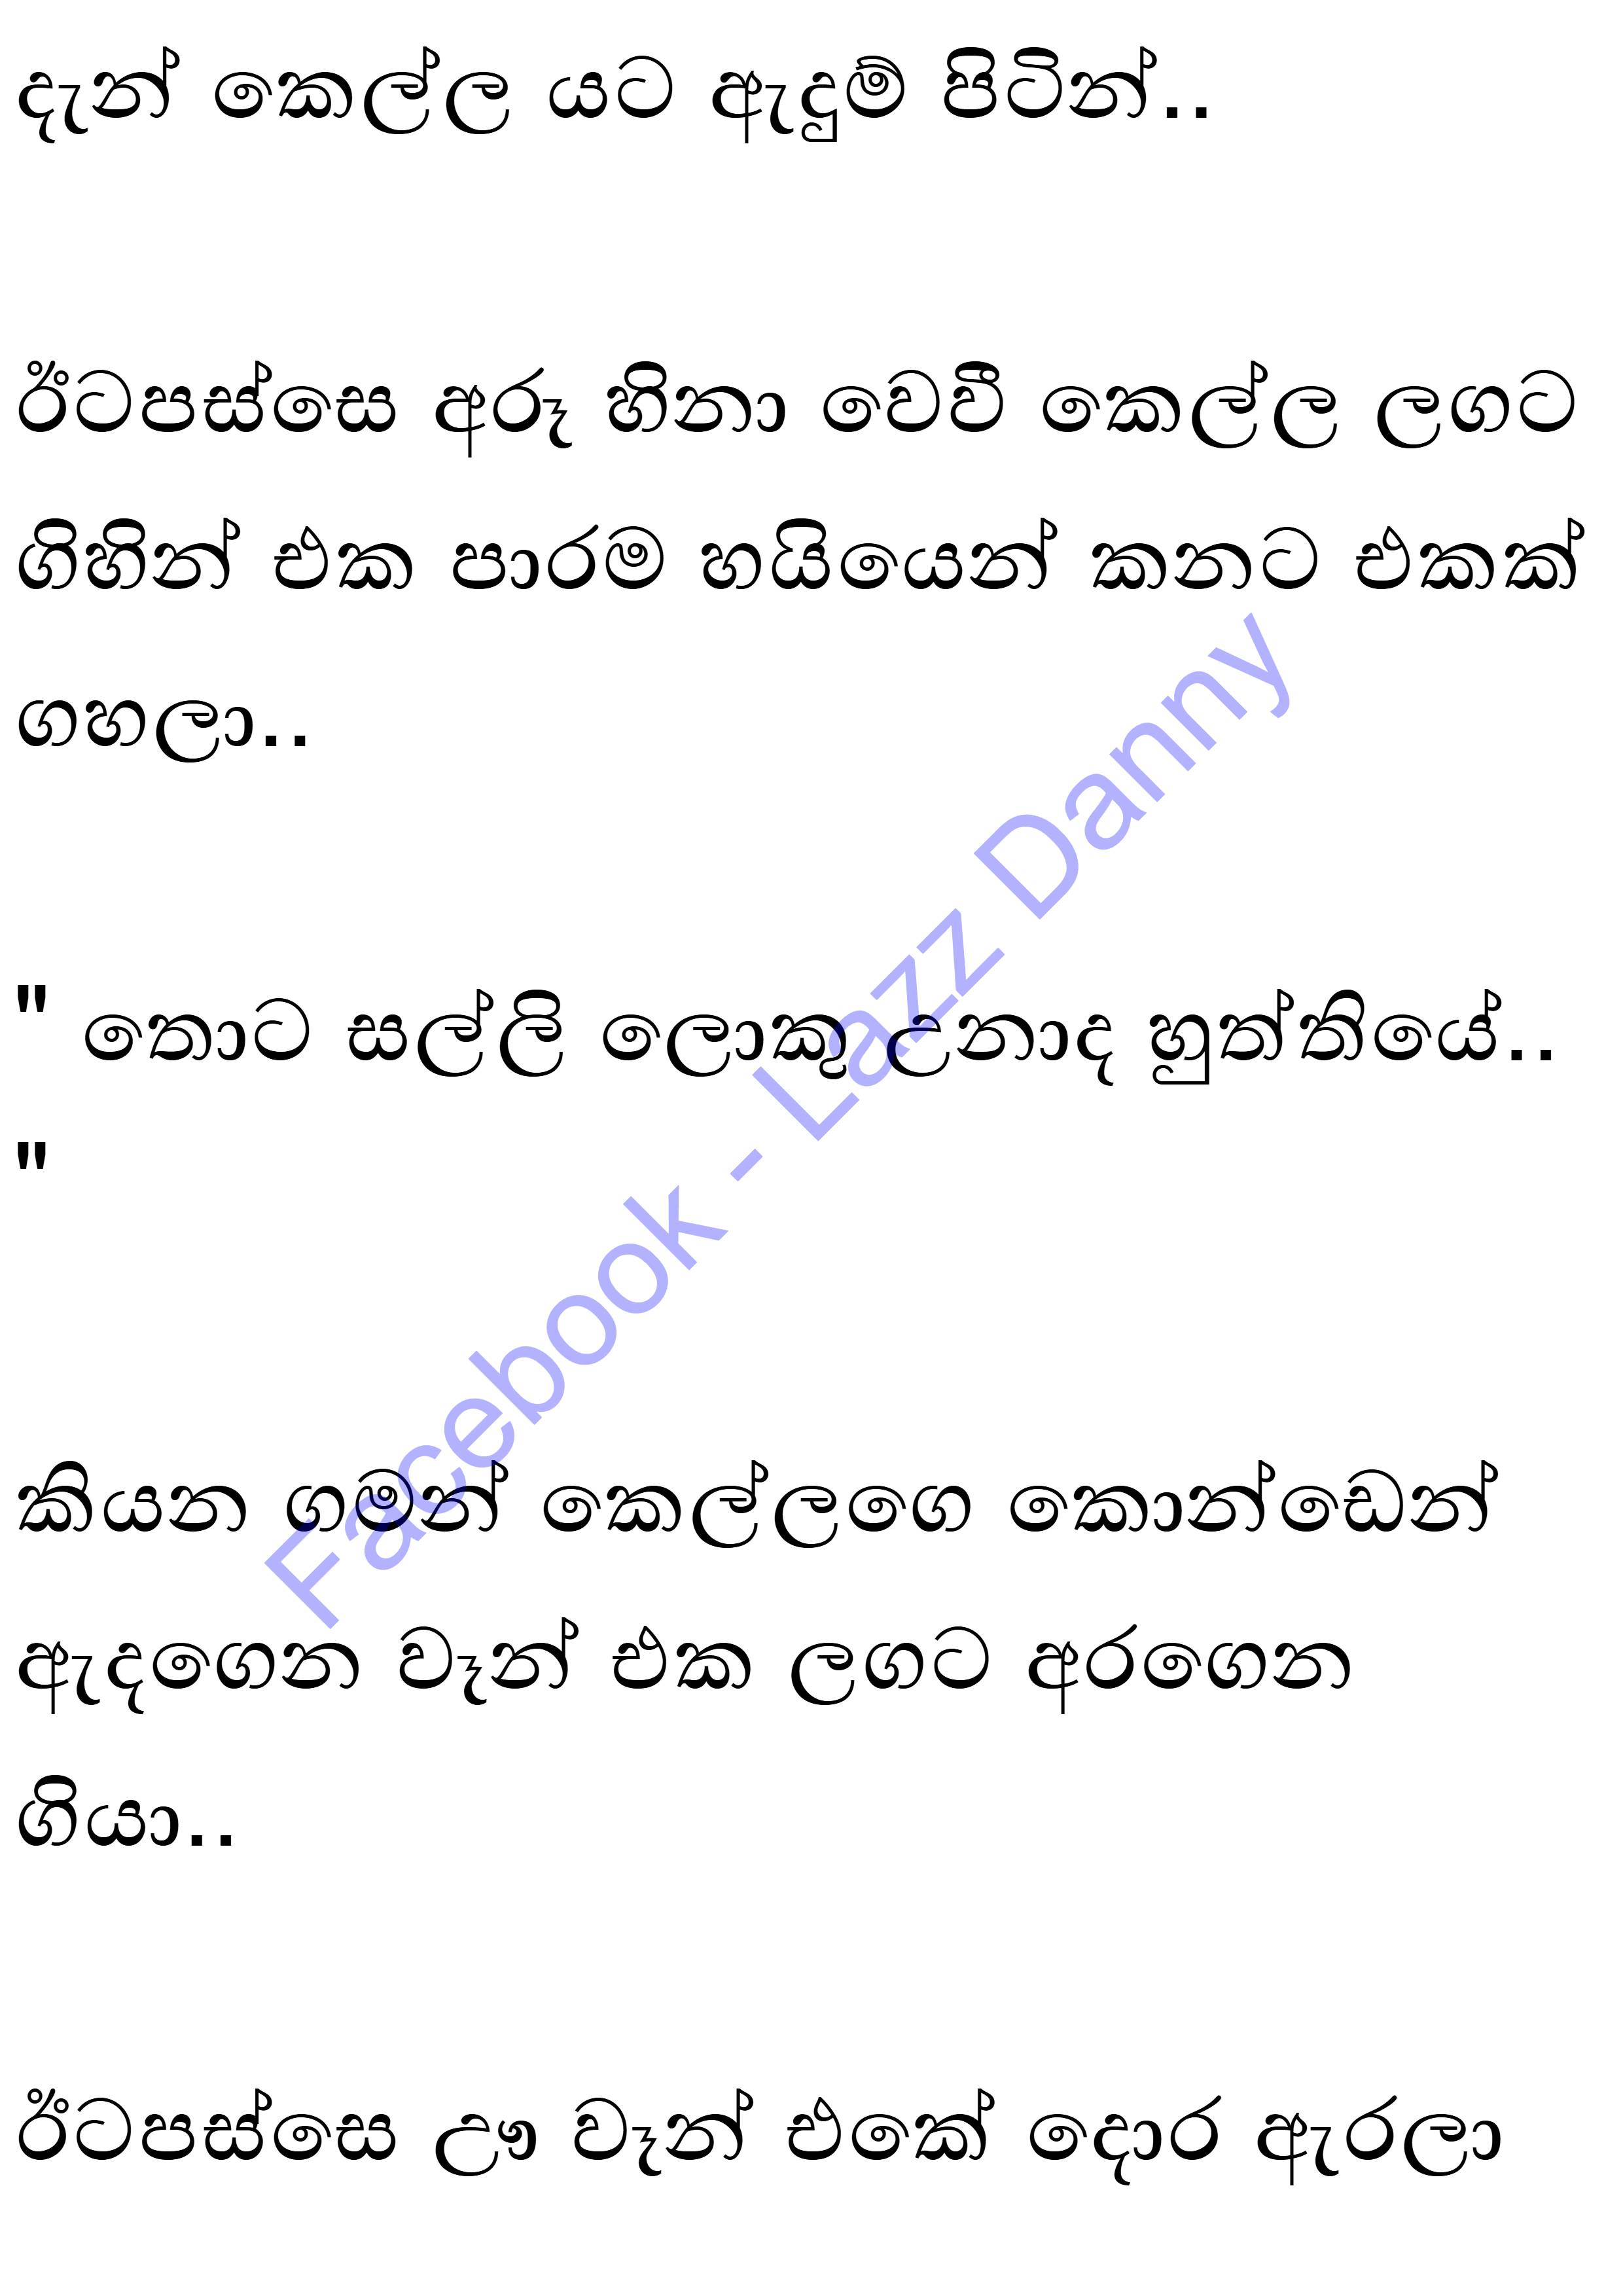 දැන් කෙල්ල යට ඇඳුම් පිටින්..
ඊටපස්සෙ අරූ හිනා වෙවී කෙල්ල ලගට
ගිහින් එක පාරම හයියෙන් කනට එකක්
ගහලා..
" තොට සල්ලි ලොකු උනාද හුත්තියේ..
"
කියන ගමන් කෙල්ලගෙ කොන්ඩෙන්
ඇදගෙන වෑන් එක ලගට අරගෙන
ගියා..
ඊටපස්සෙ ඌ වෑන් එකේ දොර ඇරලා
Facebook - Lazz Danny